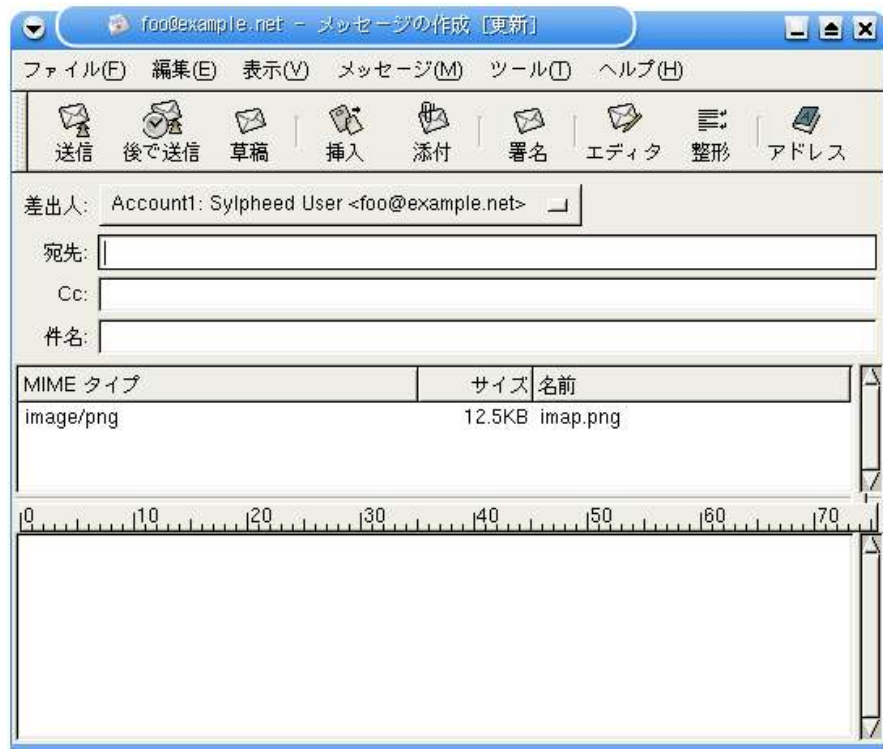 foo@example.net - メッセージの作成 [更新]
ファイル(F) 編集(E) 表示(V) メッセージ(M) ツール(T) ヘルプ(H)
送信 後で送信 草稿 挿入 添付 署名 エディタ 整形 アドレス
差出人: Account1: Sylpheed User <foo@example.net>
宛先:
Cc:
件名:
MIME タイプ サイズ 名前
image/png 12.5KB imap.png
0 10 20 30 40 50 60 70